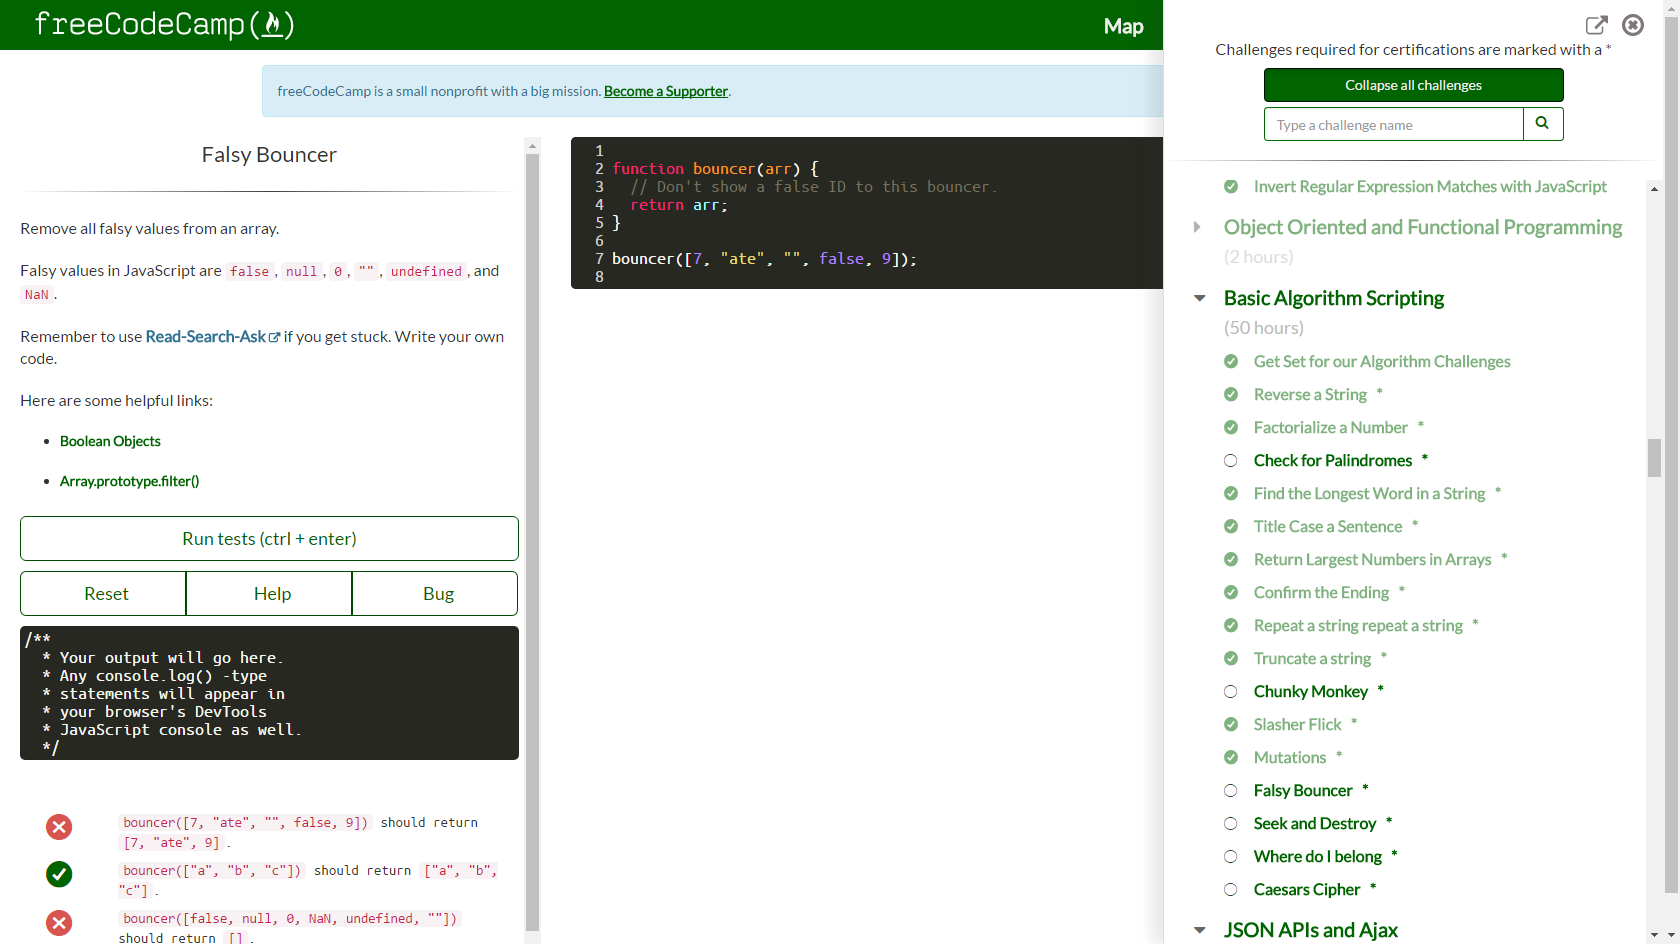 freeCodeCamp
Map
freeCodeCamp is a small nonprofit with a big mission. Become a Supporter.
Falsy Bouncer
Remove all falsy values from an array.
Falsy values in JavaScript are false, null, 0, "", undefined, and
NaN.
Remember to use Read-Search-Ask if you get stuck. Write your own
code.
Here are some helpful links:
Boolean Objects
Array.prototype.filter()
Run tests (ctrl + enter)
Reset
Help
Bug
/**
* Your output will go here.
* Any console.log() -type
* statements will appear in
* your browser's DevTools
* JavaScript console as well.
*/
bouncer([7, "ate", "", false, 9]) should return
[7, "ate", 9].
bouncer(["a", "b", "c"]) should return ["a", "b",
"c"].
bouncer([false, null, 0, NaN, undefined, ""])
should return [].
1
2 function bouncer(arr) {
3 // Don't show a false ID to this bouncer.
4 return arr;
5 }
6
7 bouncer([7, "ate", "", false, 9]);
8
Challenges required for certifications are marked with a *
Collapse all challenges
Type a challenge name
Invert Regular Expression Matches with JavaScript
Object Oriented and Functional Programming
(2 hours)
Basic Algorithm Scripting
(50 hours)
Get Set for our Algorithm Challenges
Reverse a String *
Factorialize a Number *
Check for Palindromes *
Find the Longest Word in a String *
Title Case a Sentence *
Return Largest Numbers in Arrays *
Confirm the Ending *
Repeat a string repeat a string *
Truncate a string *
Chunky Monkey *
Slasher Flick *
Mutations *
Falsy Bouncer *
Seek and Destroy *
Where do I belong *
Caesars Cipher *
JSON APIs and Ajax